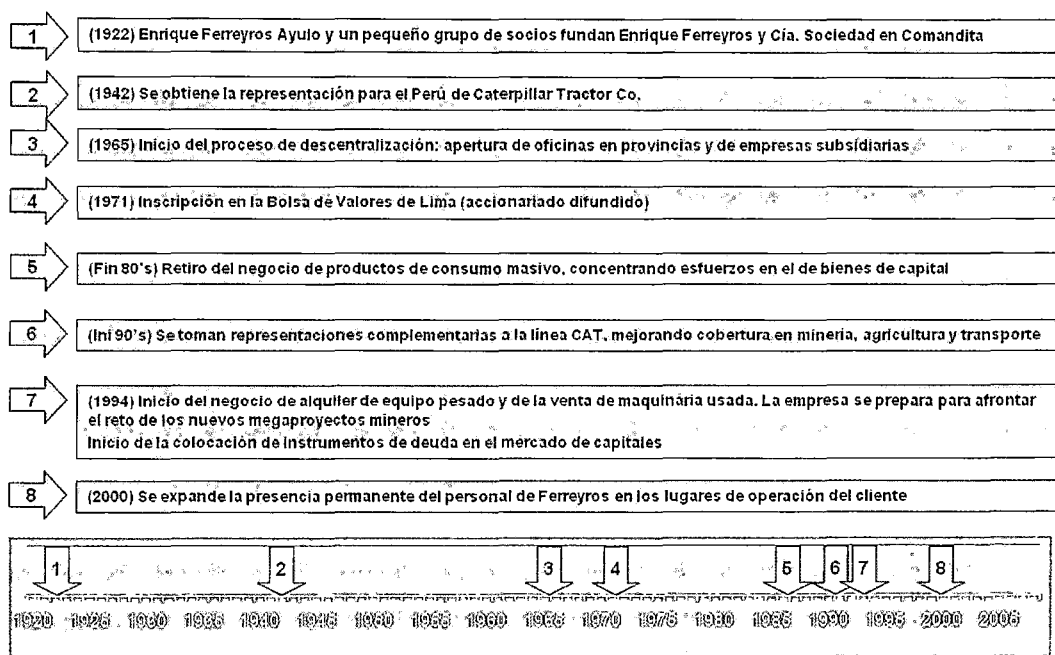 1
(1922) Enrique Ferreyros Ayulo y un pequeño grupo de socios fundan Enrique Ferreyros y Cía. Sociedad en Comandita
2
(1942) Se obtiene la representación para el Perú de Caterpillar Tractor Co.
3
(1965) Inicio del proceso de descentralización: apertura de oficinas en provincias y de empresas subsidiarias
4
(1971) Inscripción en la Bolsa de Valores de Lima (accionariado difundido)
5
(Fin 80's) Retiro del negocio de productos de consumo masivo, concentrando esfuerzos en el de bienes de capital
6
(Ini 90's) Se toman representaciones complementarias a la línea CAT, mejorando cobertura en minería, agricultura y transporte
7
(1994) Inicio del negocio de alquiler de equipo pesado y de la venta de maquinaria usada. La empresa se prepara para afrontar
el reto de los nuevos megaproyectos mineros
Inicio de la colocación de instrumentos de deuda en el mercado de capitales
8
(2000) Se expande la presencia permanente del personal de Ferreyros en los lugares de operación del cliente
1 2 3 4 5 6 7 8
1920 1925 1930 1935 1940 1945 1950 1955 1960 1965 1970 1975 1980 1985 1990 1995 2000 2005